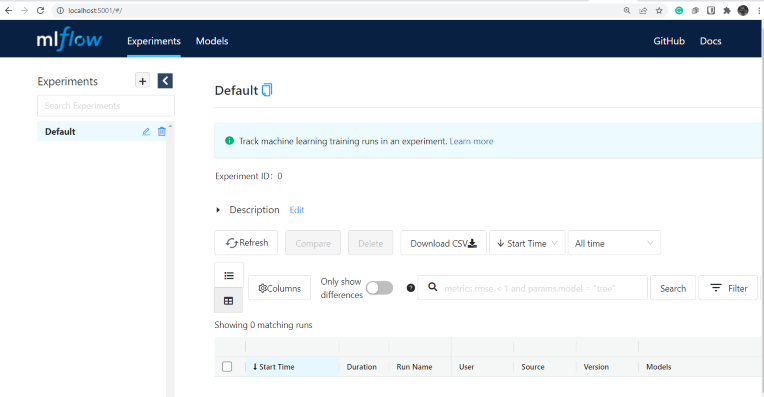 localhost:5001/#/
mlflow Experiments Models GitHub Docs
Experiments
Search Experiments
Default
Default
Track machine learning training runs in an experiment. Learn more
Experiment ID: 0
Description Edit
Refresh Compare Delete Download CSV Start Time All time
Columns Only show differences metrics.rmse < 1 and params.model = "tree" Search Filter
Showing 0 matching runs
Start Time Duration Run Name User Source Version Models